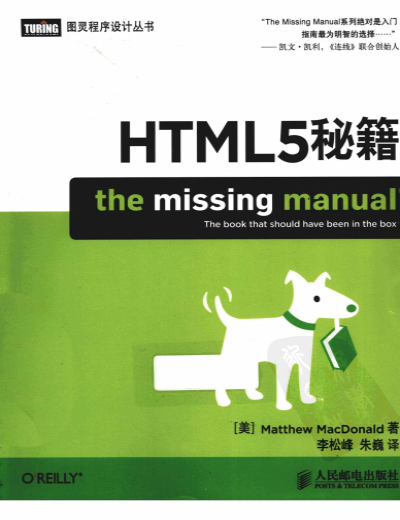 TURING 图灵程序设计丛书
“The Missing Manual系列绝对是入门
指南最为明智的选择……”
—— 凯文·凯利，《连线》联合创始人
HTML5秘籍
the missing manual
The book that should have been in the box
[美] Matthew MacDonald 著
李松峰 朱巍 译
O'REILLY®
人民邮电出版社
POSTS & TELECOM PRESS